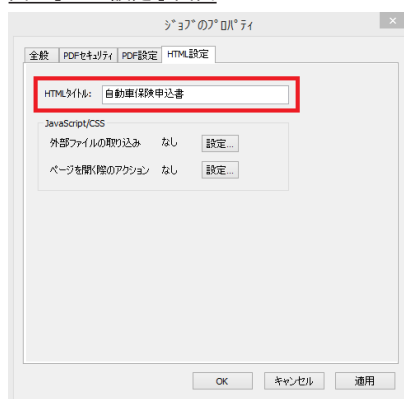 ジョブのプロパティ
×
全般 PDFセキュリティ PDF設定 HTML設定
HTMLタイトル: 自動車保険申込書
JavaScript/CSS
外部ファイルの取り込み なし 設定...
ページを開く際のアクション なし 設定...
OK キャンセル 適用